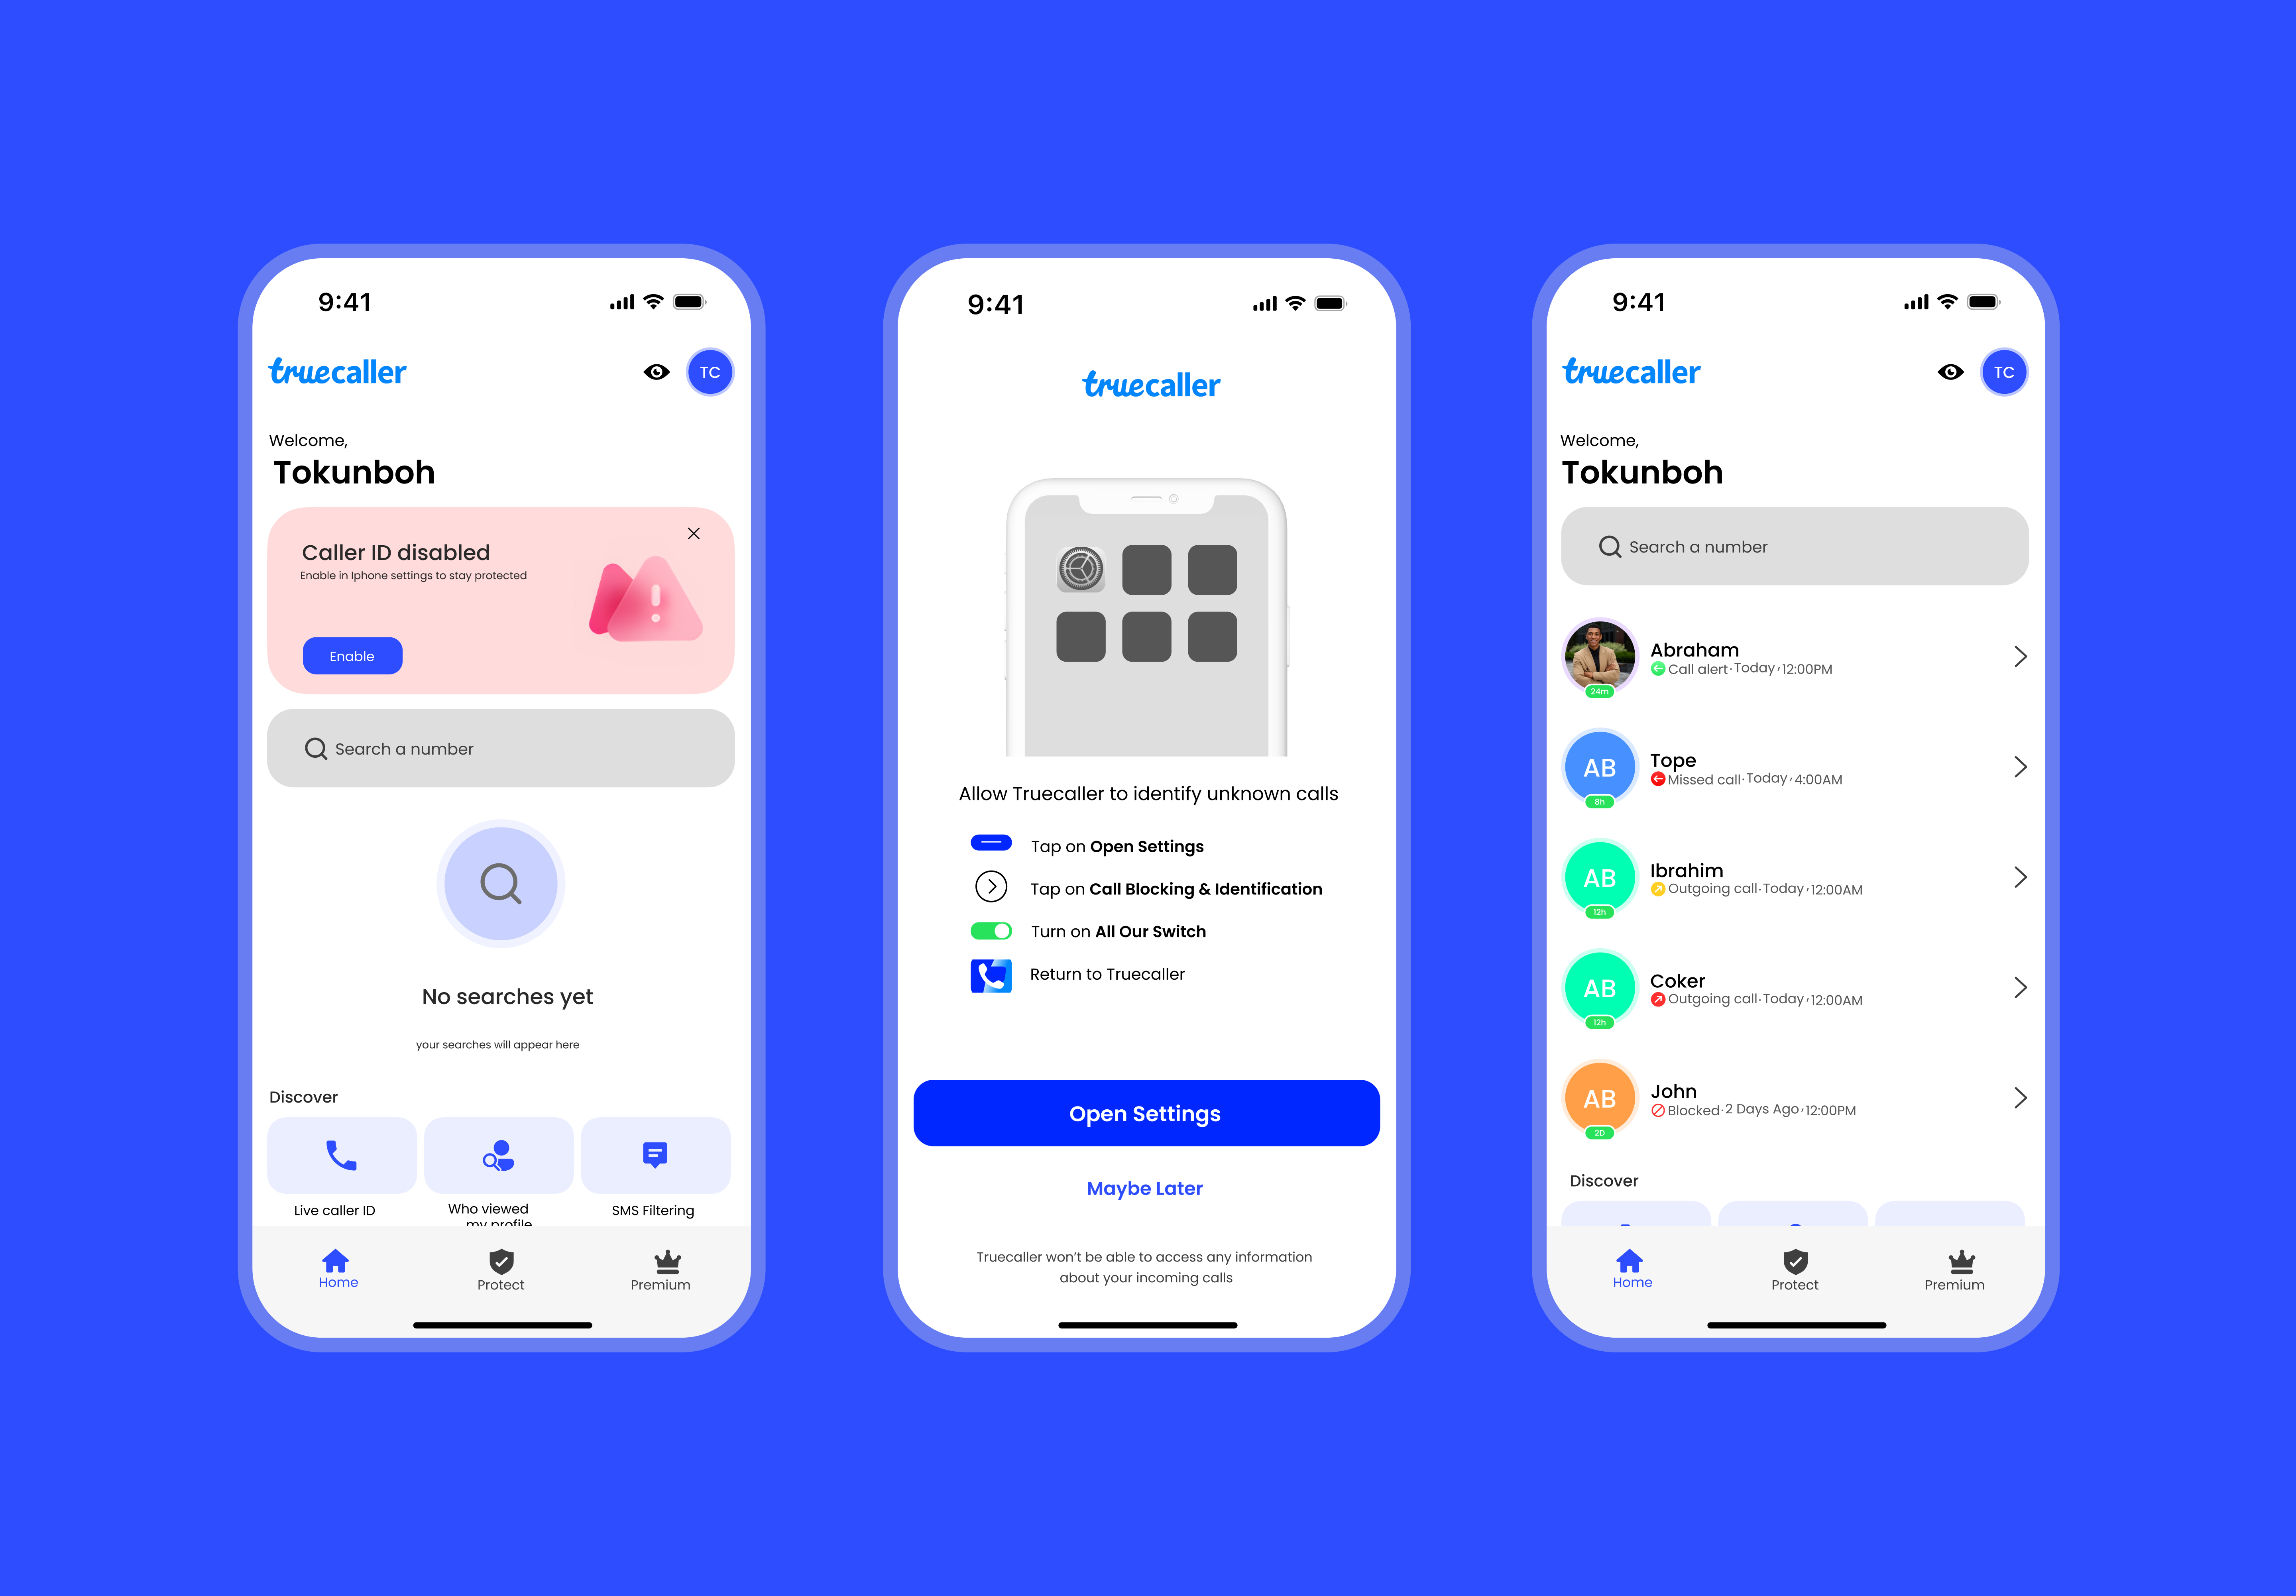 9:41
truecaller
TC
Welcome,
Tokunboh
Caller ID disabled
Enable in Iphone settings to stay protected
Enable
Search a number
No searches yet
your searches will appear here
Discover
Live caller ID
Who viewed
my profile
SMS Filtering
Home
Protect
Premium
9:41
truecaller
Allow Truecaller to identify unknown calls
Tap on Open Settings
Tap on Call Blocking & Identification
Turn on All Our Switch
Return to Truecaller
Open Settings
Maybe Later
Truecaller won't be able to access any information
about your incoming calls
9:41
truecaller
TC
Welcome,
Tokunboh
Search a number
Abraham
Call alert·Today,12:00PM
24m
AB
Tope
Missed call·Today,4:00AM
8h
AB
Ibrahim
Outgoing call·Today,12:00AM
12h
AB
Coker
Outgoing call·Today,12:00AM
12h
AB
John
Blocked·2 Days Ago,12:00PM
2D
Discover
Home
Protect
Premium